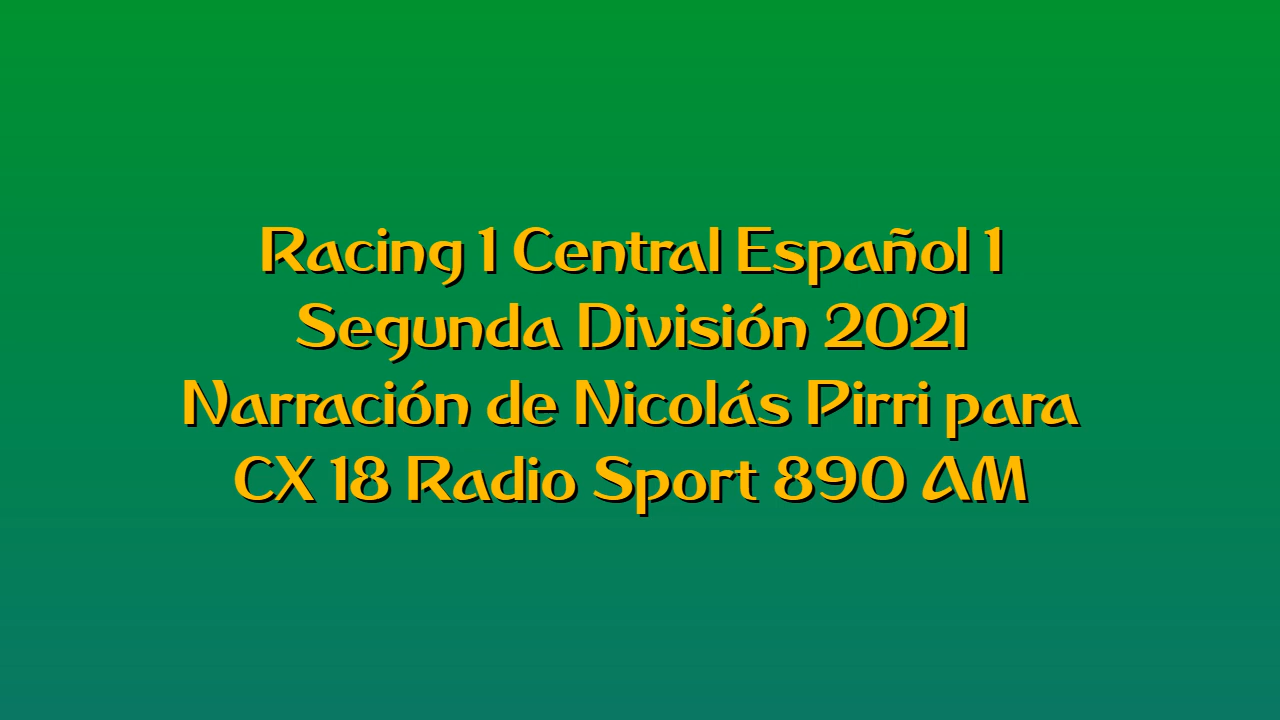 Racing 1 Central Español 1
Segunda División 2021
Narración de Nicolás Pirri para
CX 18 Radio Sport 890 AM